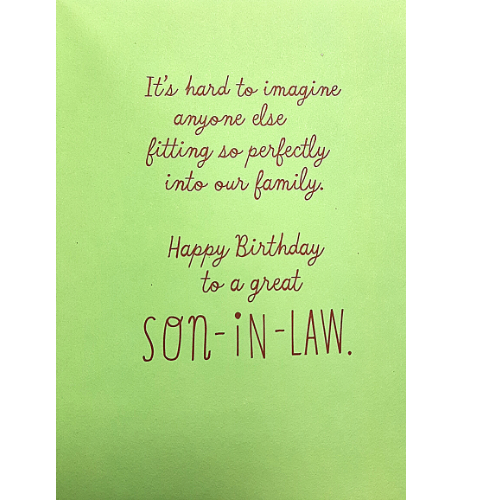 It's hard to imagine
anyone else
fitting so perfectly
into our family.
Happy Birthday
to a great
SON-iN-LAW.